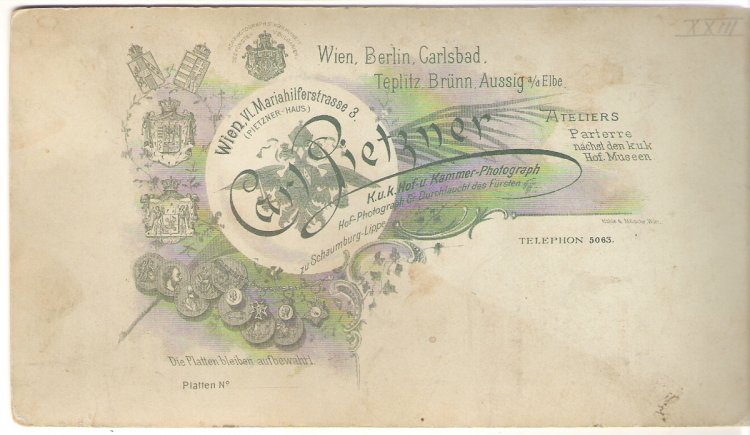 XXIII
Wien, Berlin, Carlsbad,
Teplitz, Brünn, Aussig a/d Elbe.
Wien, VI. Mariahilferstrasse 3.
(PIETZNER-HAUS)
Carl Pietzner
K.u.k. Hof-u. Kammer-Photograph
Hof-Photograph Sr Durchlaucht des Fürsten
zu Schaumburg-Lippe
ATELIERS
Parterre
nächst den k.u.k
Hof. Museen.
TELEPHON 5063.
Die Platten bleiben aufbewahrt.
Platten No